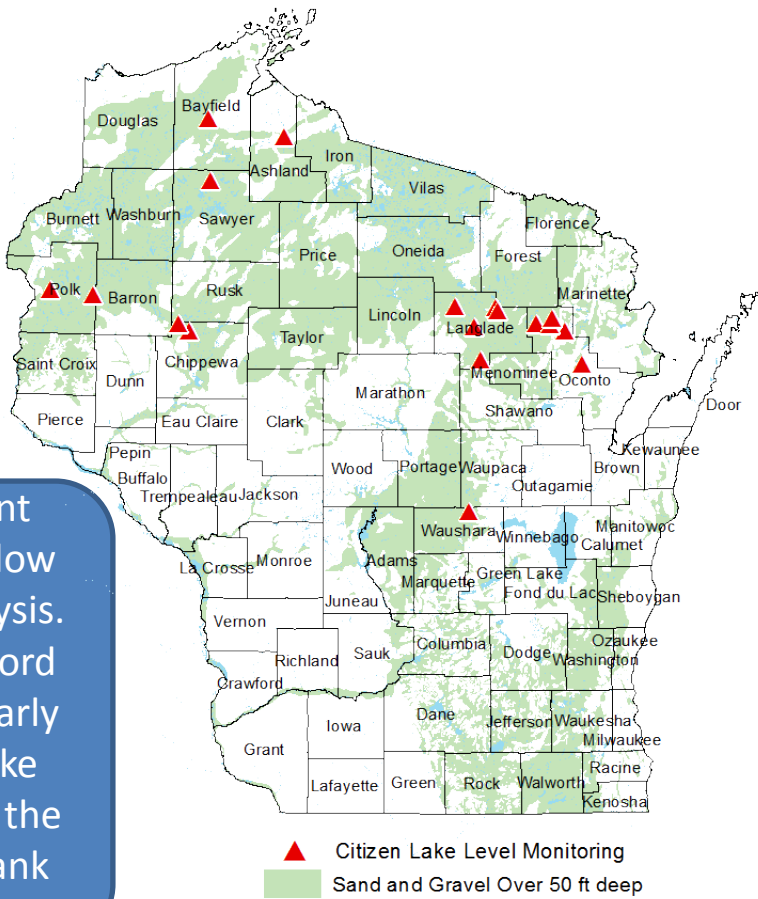 Bayfield
Douglas
Iron
Ashland
Vilas
Burnett
Washburn
Sawyer
Florence
Price
Oneida
Forest
Polk
Barron
Rusk
Marinette
Lincoln
Langlade
Taylor
Saint Croix
Chippewa
Menominee
Oconto
Dunn
Marathon
Shawano
Door
Pierce
Eau Claire
Clark
Pepin
Kewaunee
Buffalo
Wood
Portage
Waupaca
Brown
Outagamie
Trempealeau
Jackson
Waushara
Winnebago
Manitowoc
Calumet
La Crosse
Monroe
Adams
Marquette
Green Lake
Fond du Lac
Sheboygan
Juneau
Vernon
Columbia
Ozaukee
Richland
Sauk
Dodge
Washington
Crawford
Dane
Jefferson
Waukesha
Iowa
Milwaukee
Grant
Lafayette
Green
Rock
Walworth
Racine
Kenosha
nt
low
ysis.
ord
arly
ke
the
ank
Citizen Lake Level Monitoring
Sand and Gravel Over 50 ft deep